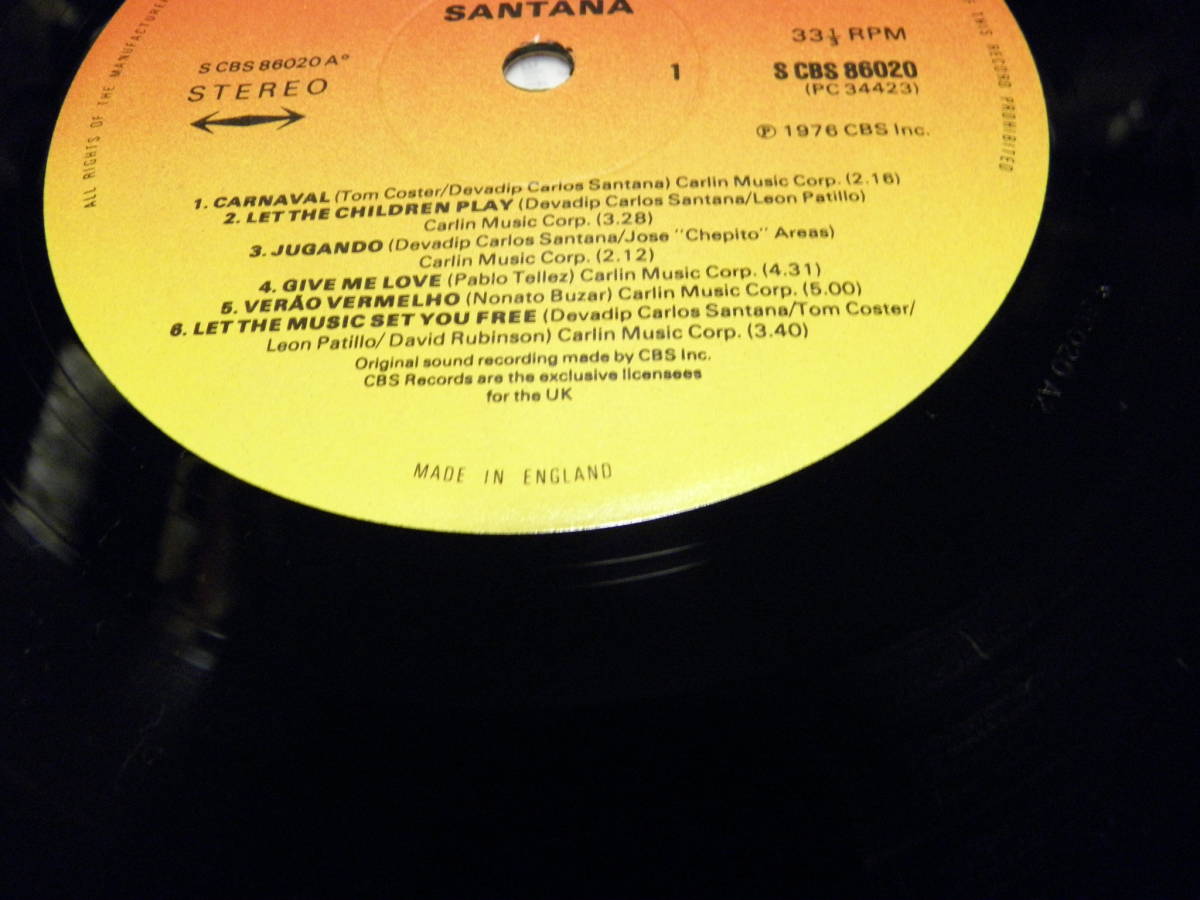 SANTANA
33⅓ RPM
S CBS 86020 A°
STEREO
1
S CBS 86020
(PC 34423)
℗ 1976 CBS Inc.
1. CARNAVAL (Tom Coster/Devadip Carlos Santana) Carlin Music Corp. (2.16)
2. LET THE CHILDREN PLAY (Devadip Carlos Santana/Leon Patillo)
Carlin Music Corp. (3.28)
3. JUGANDO (Devadip Carlos Santana/Jose "Chepito" Areas)
Carlin Music Corp. (2.12)
4. GIVE ME LOVE (Pablo Tellez) Carlin Music Corp. (4.31)
5. VERÃO VERMELHO (Nonato Buzar) Carlin Music Corp. (5.00)
6. LET THE MUSIC SET YOU FREE (Devadip Carlos Santana/Tom Coster/
Leon Patillo/ David Rubinson) Carlin Music Corp. (3.40)
Original sound recording made by CBS Inc.
CBS Records are the exclusive licensees
for the UK
MADE IN ENGLAND
ALL RIGHTS OF THE MANUFACTURER
THIS RECORD PROHIBITED